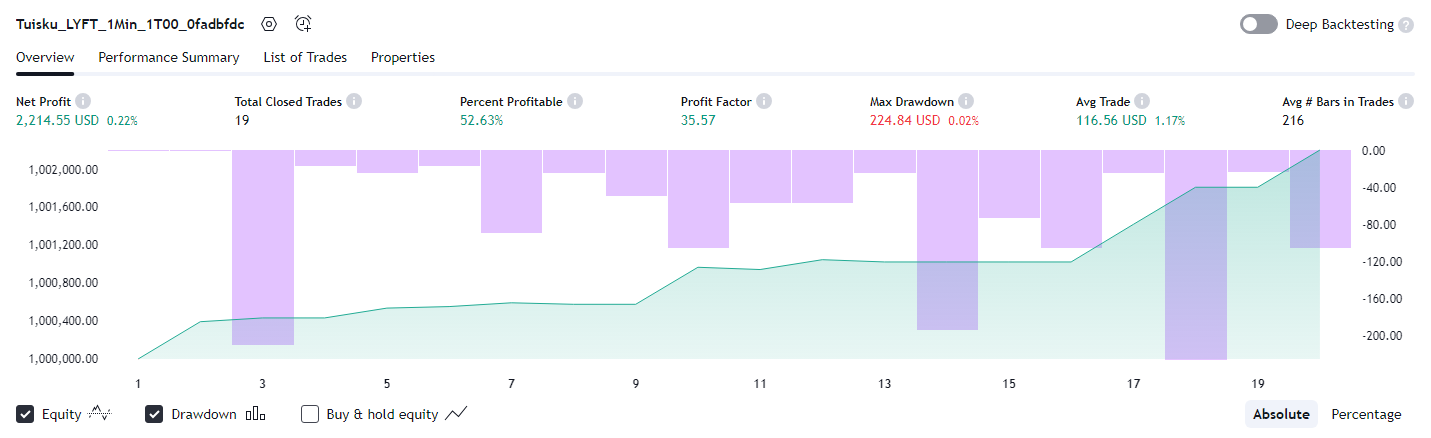 Tuisku_LYFT_1Min_1T00_0fadbfdc Deep Backtesting ?
Overview Performance Summary List of Trades Properties
Net Profit i Total Closed Trades i Percent Profitable i Profit Factor i Max Drawdown i Avg Trade i Avg # Bars in Trades i
2,214.55 USD 0.22% 19 52.63% 35.57 224.84 USD 0.02% 116.56 USD 1.17% 216
0.00
1,002,000.00
-40.00
1,001,600.00
-80.00
1,001,200.00
-120.00
1,000,800.00
-160.00
1,000,400.00
-200.00
1,000,000.00
1 3 5 7 9 11 13 15 17 19
Equity Drawdown Buy & hold equity Absolute Percentage